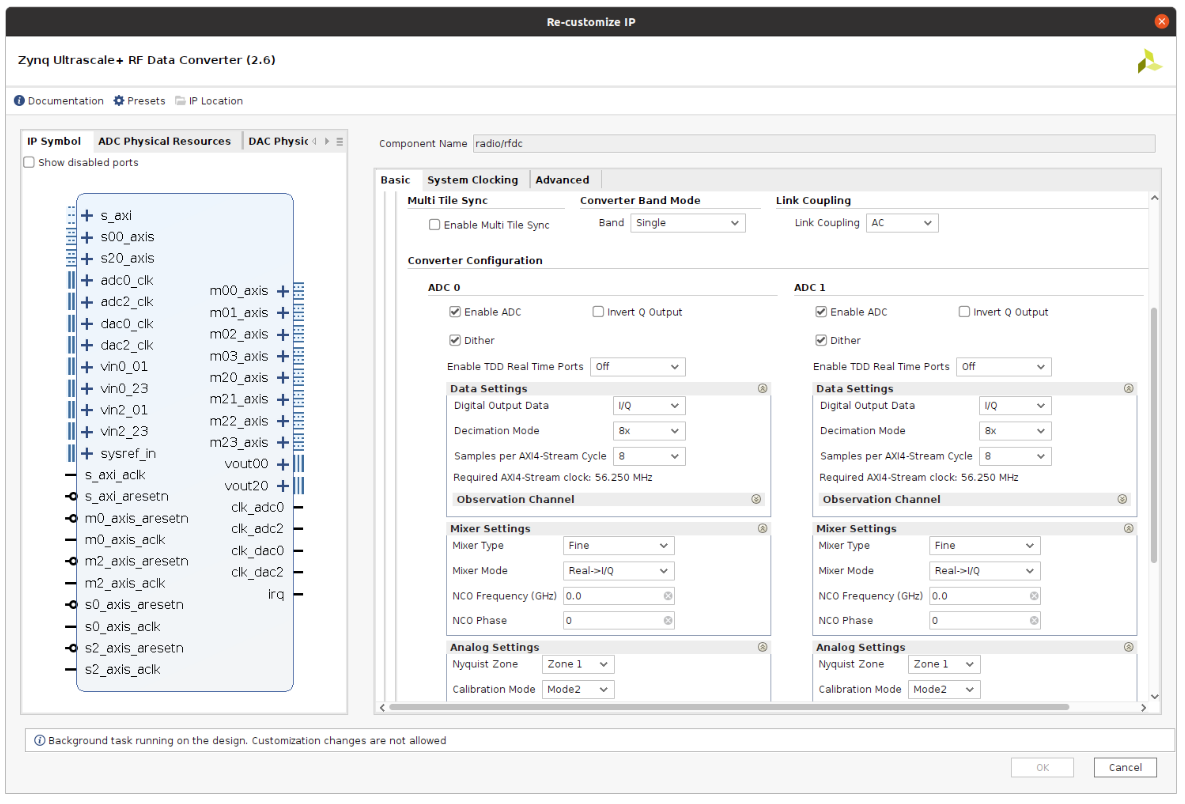 Re-customize IP
Zynq Ultrascale+ RF Data Converter (2.6)
Documentation Presets IP Location
IP Symbol ADC Physical Resources DAC Physic
Show disabled ports
s_axi
s00_axis
s20_axis
adc0_clk
adc2_clk
dac0_clk
dac2_clk
vin0_01
vin0_23
vin2_01
vin2_23
sysref_in
s_axi_aclk
s_axi_aresetn
m0_axis_aresetn
m0_axis_aclk
m2_axis_aresetn
m2_axis_aclk
s0_axis_aresetn
s0_axis_aclk
s2_axis_aresetn
s2_axis_aclk
m00_axis
m01_axis
m02_axis
m03_axis
m20_axis
m21_axis
m22_axis
m23_axis
vout00
vout20
clk_adc0
clk_adc2
clk_dac0
clk_dac2
irq
Component Name radio/rfdc
Basic System Clocking Advanced
Multi Tile Sync Converter Band Mode Link Coupling
Enable Multi Tile Sync Band Single Link Coupling AC
Converter Configuration
ADC 0
Enable ADC Invert Q Output
Dither
Enable TDD Real Time Ports Off
Data Settings
Digital Output Data I/Q
Decimation Mode 8x
Samples per AXI4-Stream Cycle 8
Required AXI4-Stream clock: 56.250 MHz
Observation Channel
Mixer Settings
Mixer Type Fine
Mixer Mode Real->I/Q
NCO Frequency (GHz) 0.0
NCO Phase 0
Analog Settings
Nyquist Zone Zone 1
Calibration Mode Mode2
ADC 1
Enable ADC Invert Q Output
Dither
Enable TDD Real Time Ports Off
Data Settings
Digital Output Data I/Q
Decimation Mode 8x
Samples per AXI4-Stream Cycle 8
Required AXI4-Stream clock: 56.250 MHz
Observation Channel
Mixer Settings
Mixer Type Fine
Mixer Mode Real->I/Q
NCO Frequency (GHz) 0.0
NCO Phase 0
Analog Settings
Nyquist Zone Zone 1
Calibration Mode Mode2
Background task running on the design. Customization changes are not allowed
OK Cancel